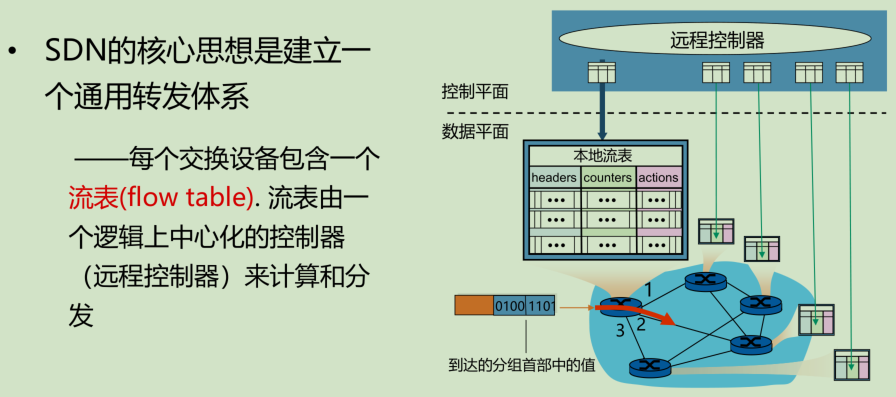 • SDN的核心思想是建立一
个通用转发体系
——每个交换设备包含一个
流表(flow table). 流表由一
个逻辑上中心化的控制器
（远程控制器）来计算和分
发
远程控制器
控制平面
数据平面
本地流表
headers counters actions
••• ••• •••
••• ••• •••
••• ••• •••
1
0100 1101
3 2
到达的分组首部中的值